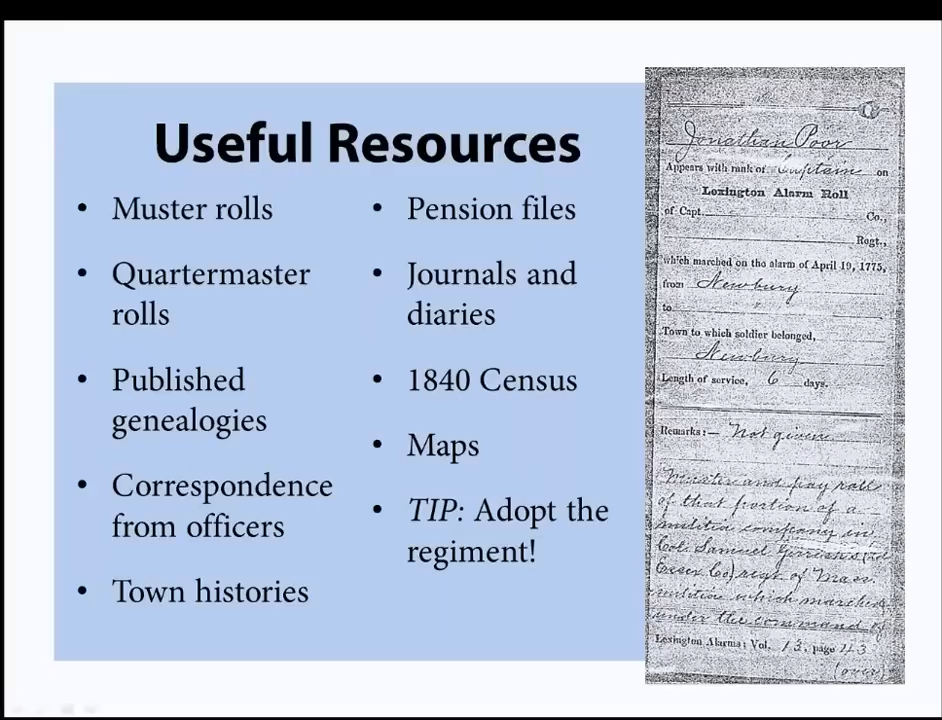 Useful Resources
• Muster rolls
• Quartermaster
rolls
• Published
genealogies
• Correspondence
from officers
• Town histories
• Pension files
• Journals and
diaries
• 1840 Census
• Maps
• TIP: Adopt the
regiment!
Jonathan Poor
Appears with rank of Captain on
Lexington Alarm Roll
of Capt. Co.,
Regt.,
which marched on the alarm of April 19, 1775,
from Newbury
to
Town to which soldier belonged,
Newbury
Length of service, 6 days.
Remarks:— Not given
Muster and pay roll
of that portion of a
militia company in
Col. Samuel Gerrish's (2d
Essex Co.) regt of Mass.
militia which marched
under the command of
Lexington Alarms: Vol. 13, page 43
(over)